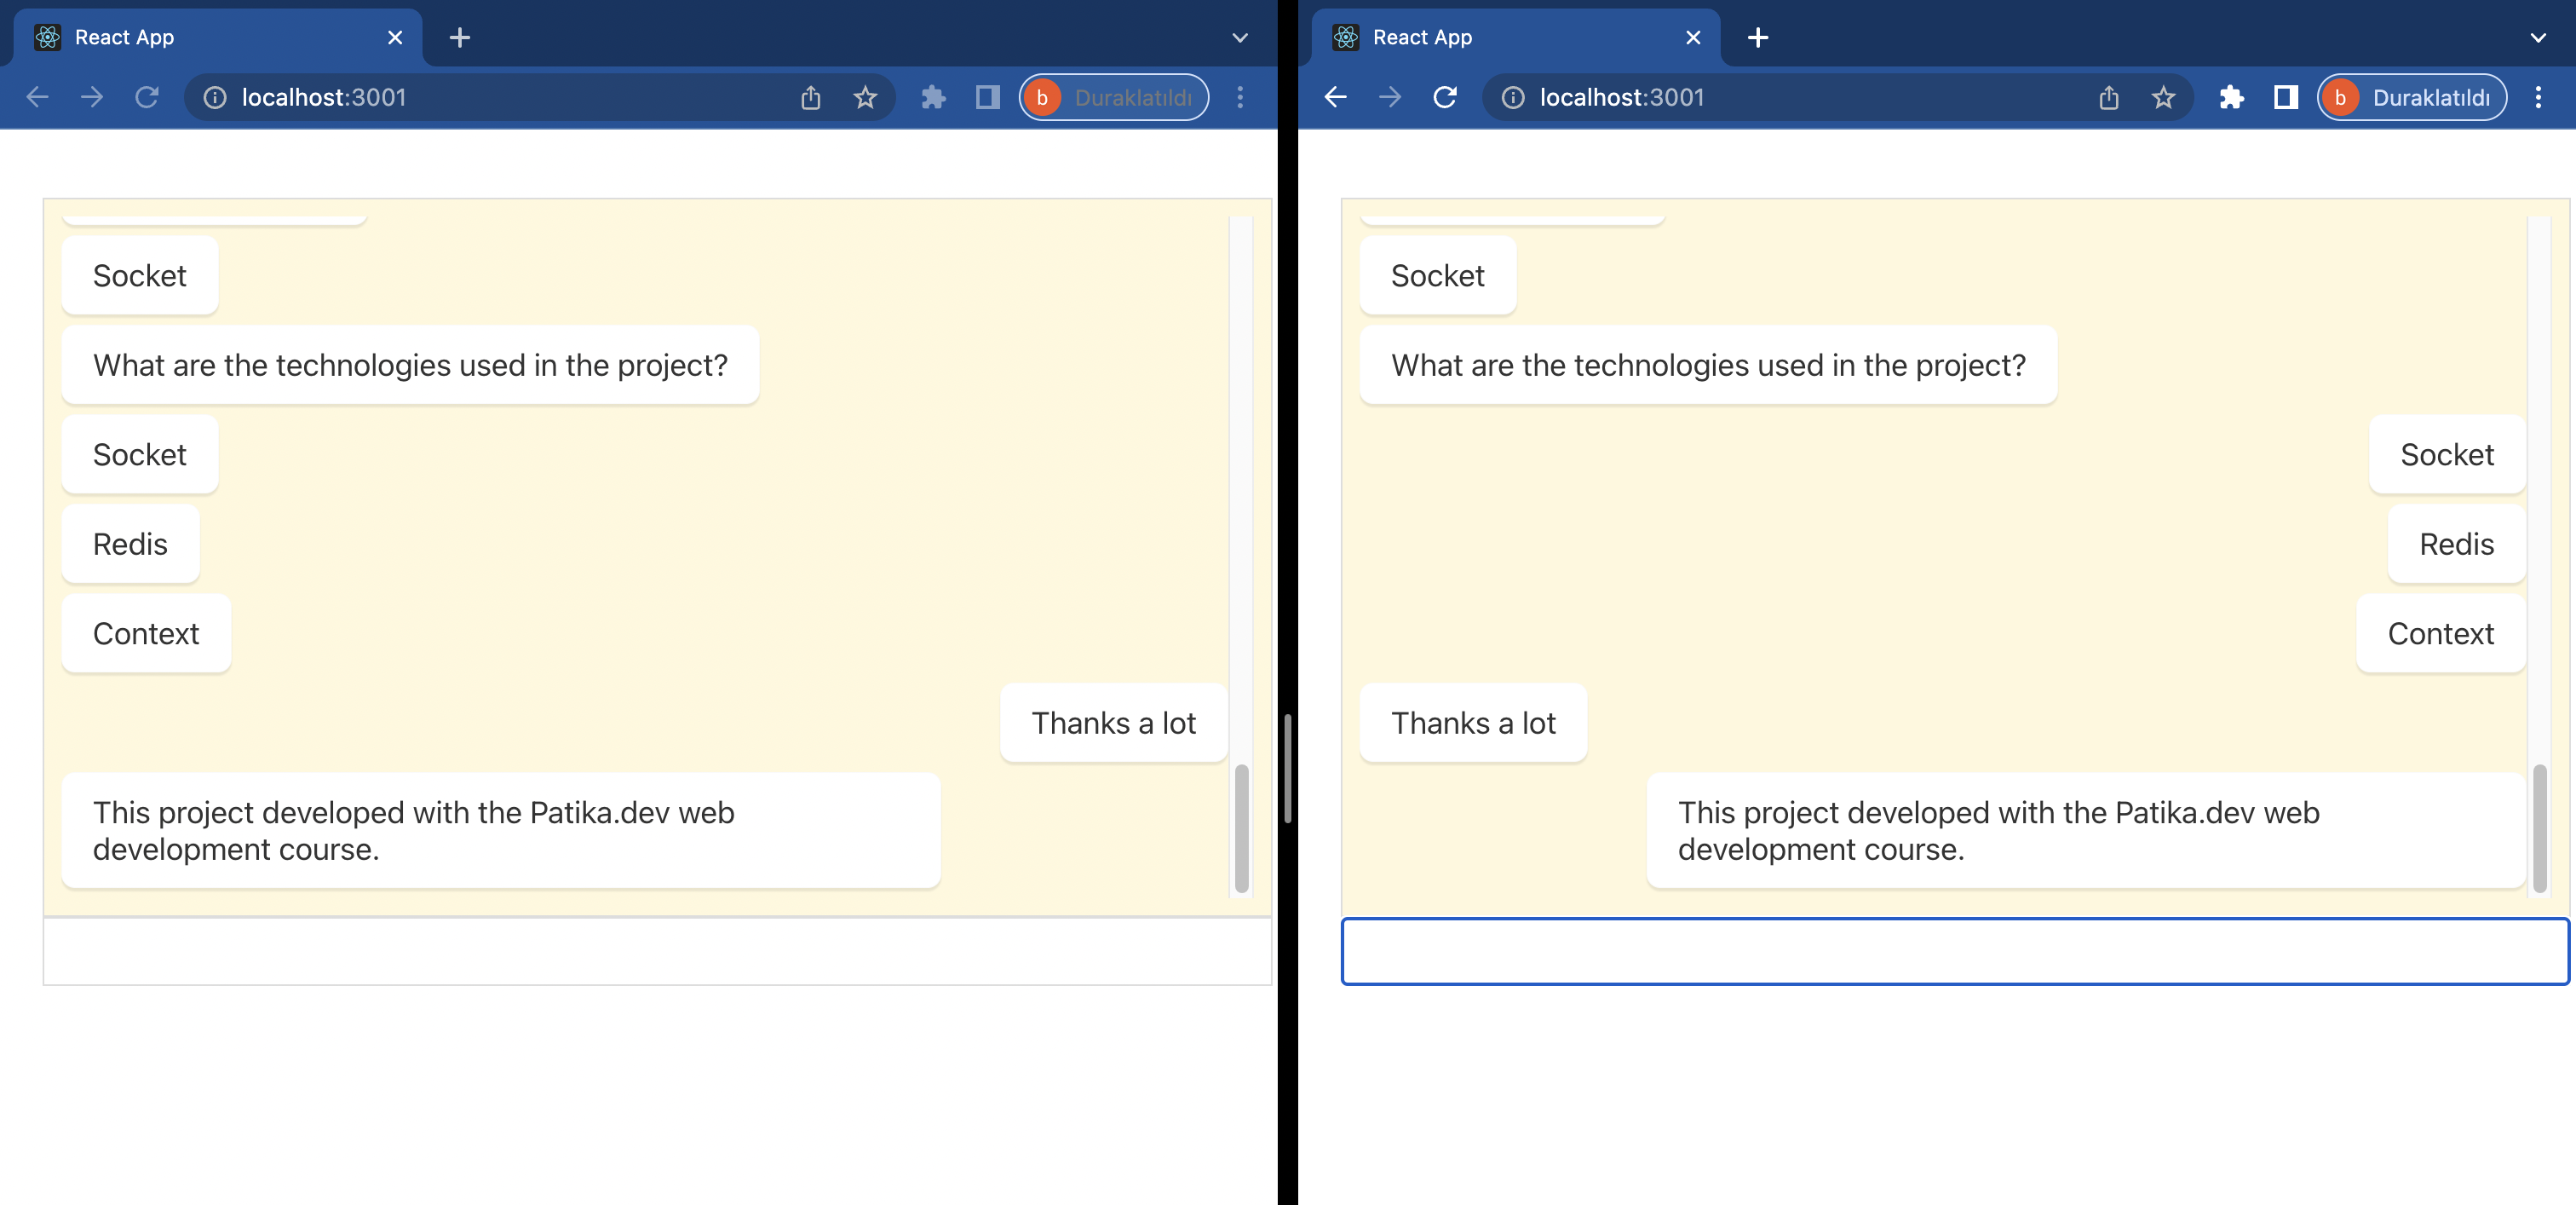 React App
localhost:3001
b Duraklatıldı
Socket
What are the technologies used in the project?
Socket
Redis
Context
Thanks a lot
This project developed with the Patika.dev web
development course.
React App
localhost:3001
b Duraklatıldı
Socket
What are the technologies used in the project?
Socket
Redis
Context
Thanks a lot
This project developed with the Patika.dev web
development course.